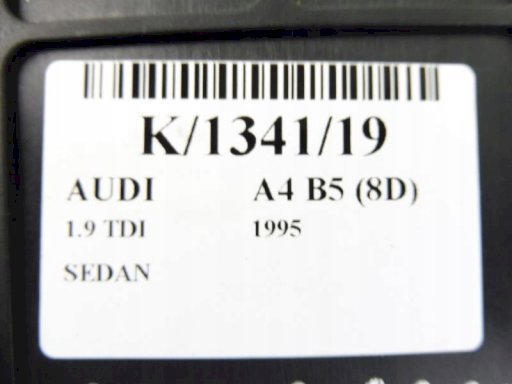 K/1341/19
AUDI A4 B5 (8D)
1.9 TDI 1995
SEDAN